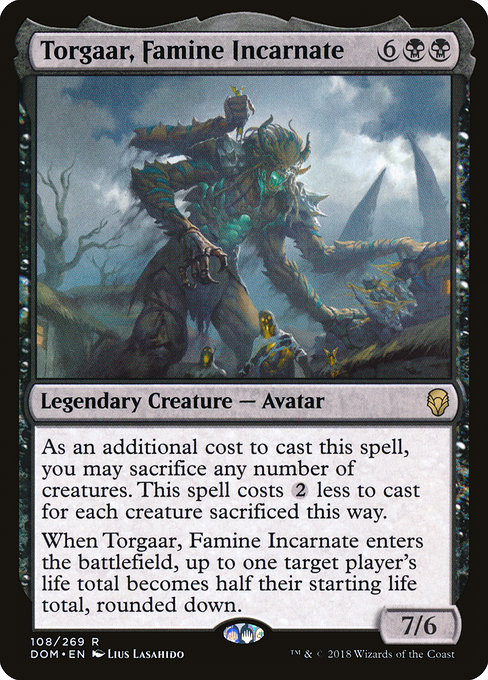 Torgaar, Famine Incarnate 6
Legendary Creature — Avatar
As an additional cost to cast this spell,
you may sacrifice any number of
creatures. This spell costs 2 less to cast
for each creature sacrificed this way.
When Torgaar, Famine Incarnate enters
the battlefield, up to one target player's
life total becomes half their starting life
total, rounded down.
7/6
108/269 R
DOM • EN Lius Lasahido
™ & © 2018 Wizards of the Coast